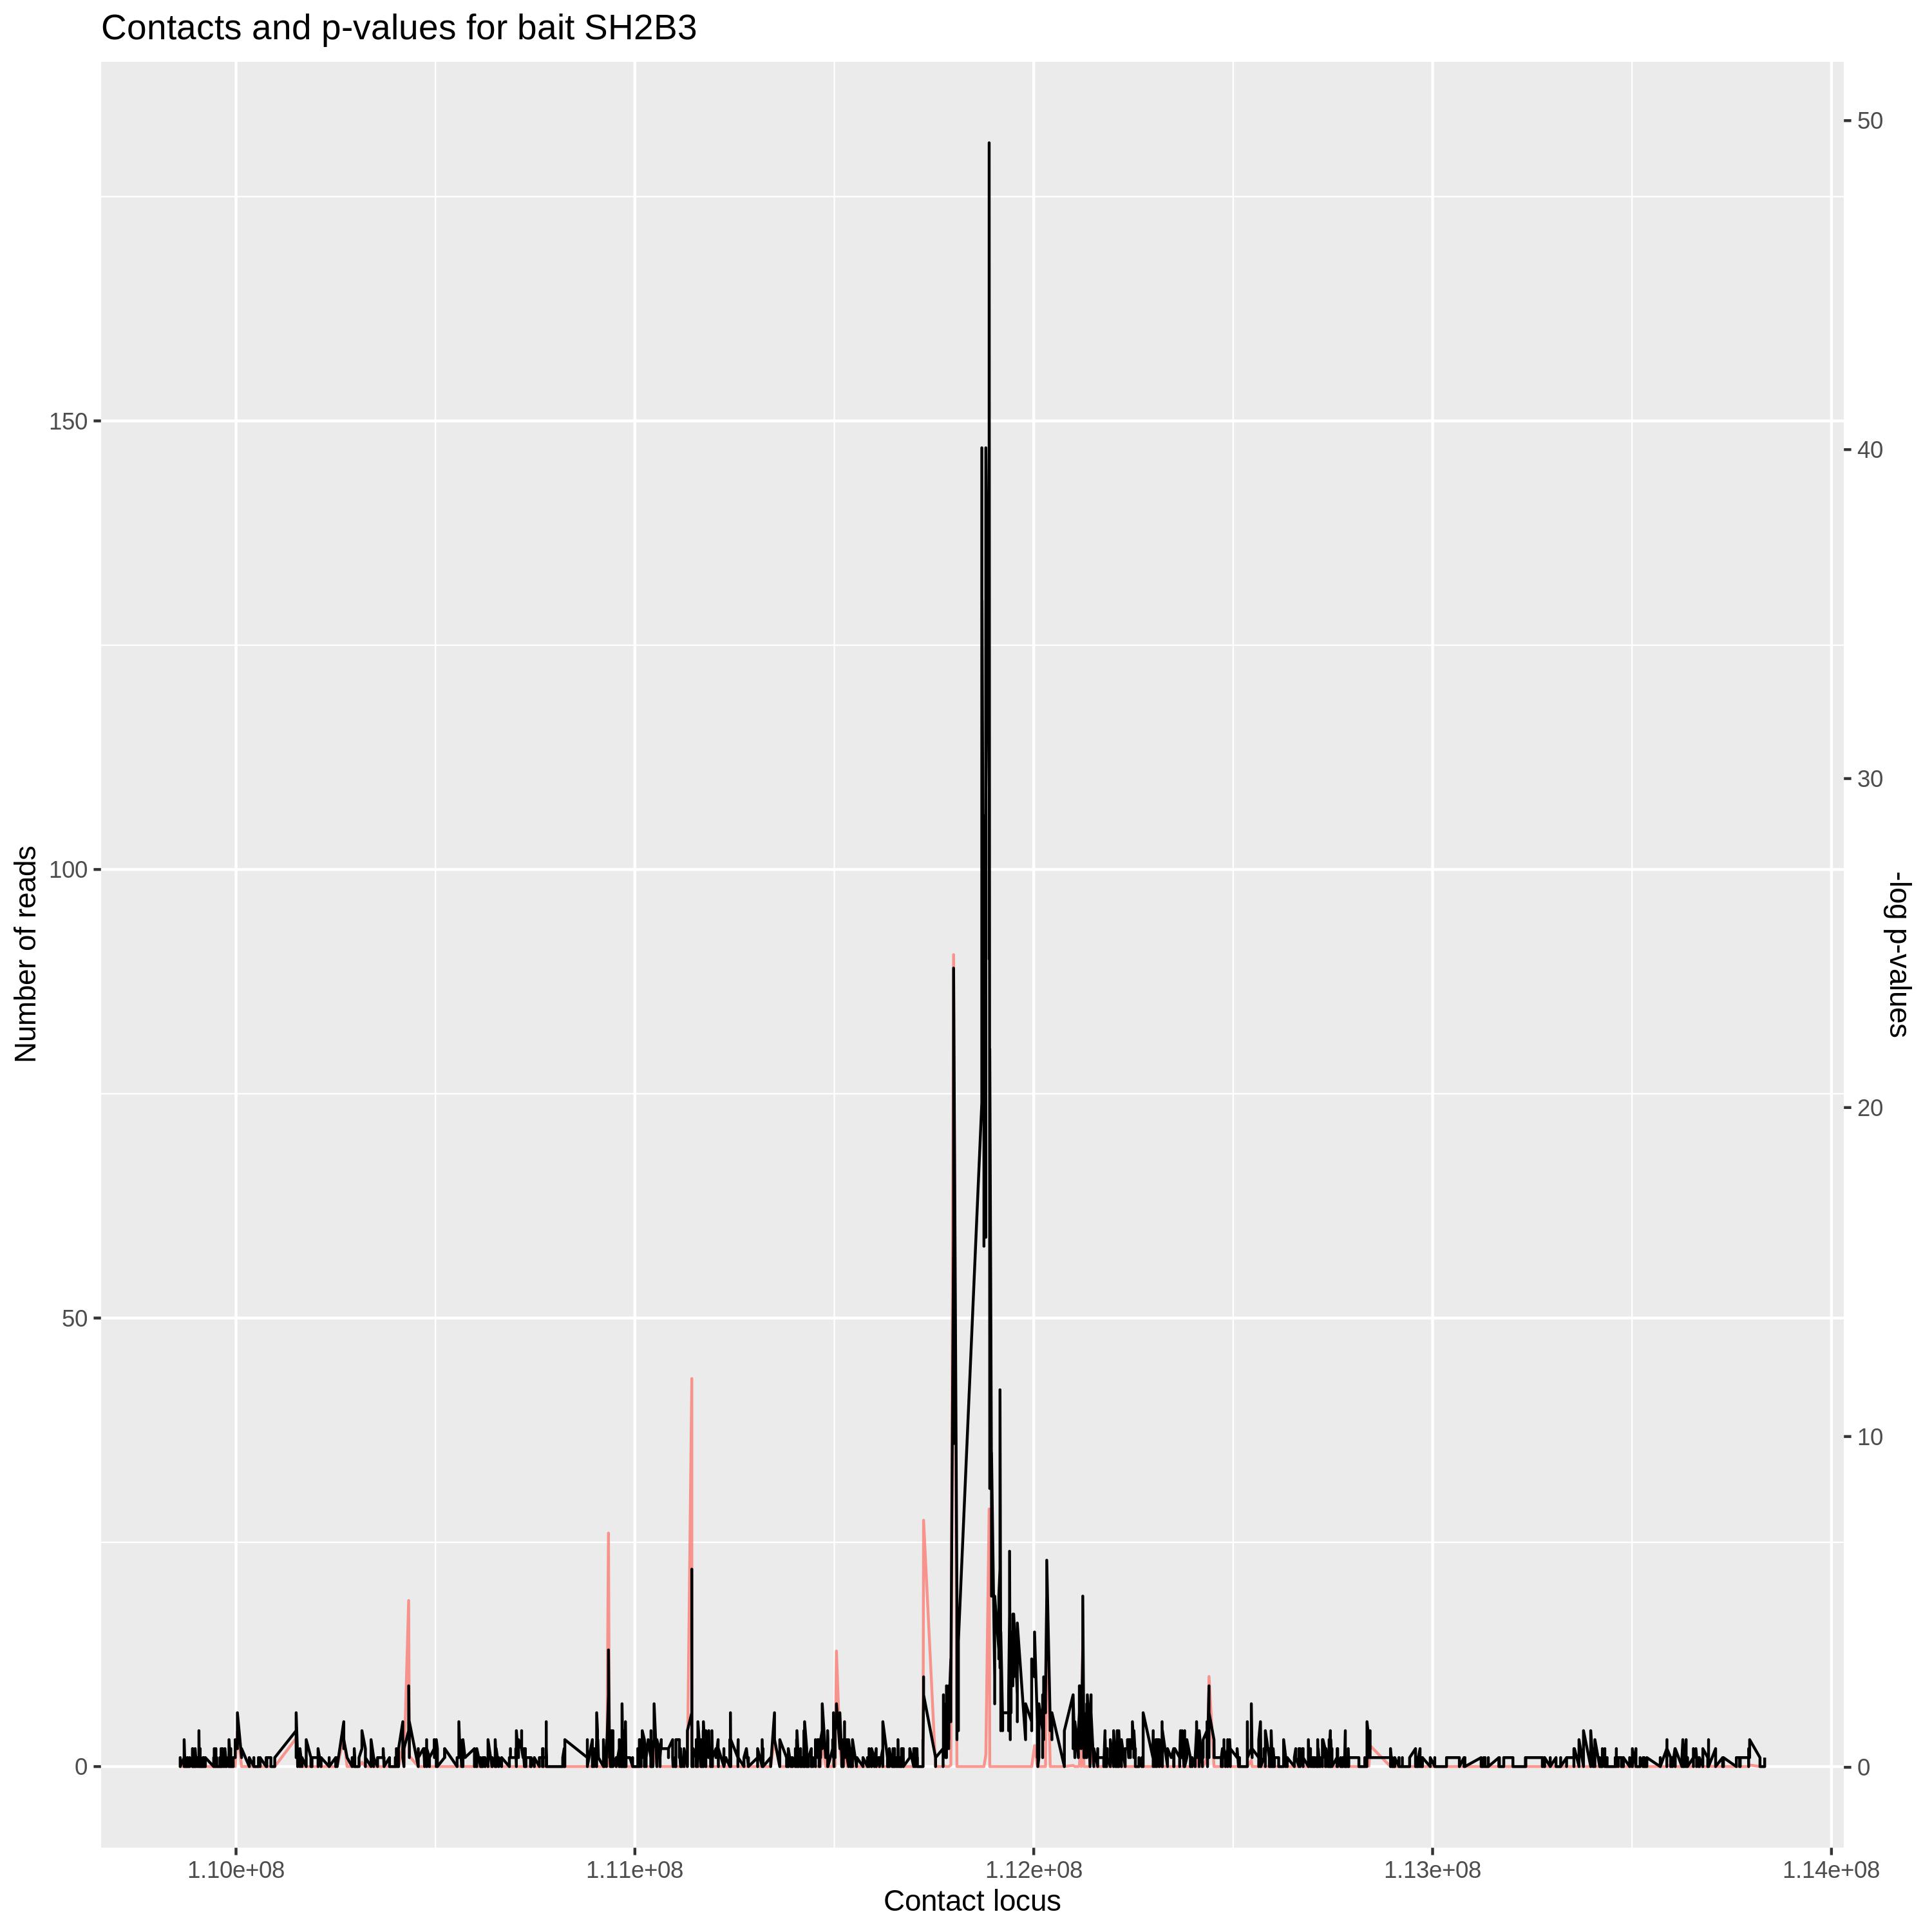 Contacts and p-values for bait SH2B3
150
100
50
0
Number of reads
50
40
30
20
10
0
-log p-values
1.10e+08
1.11e+08
1.12e+08
1.13e+08
1.14e+08
Contact locus